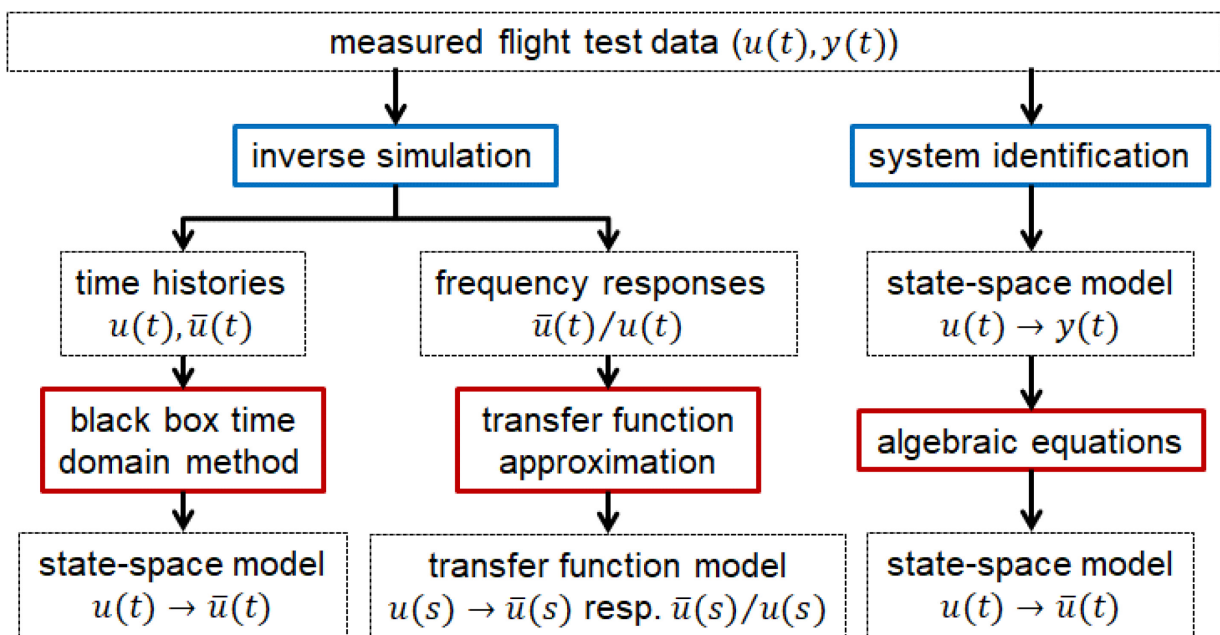 measured flight test data (u(t), y(t))
inverse simulation
system identification
time histories
u(t), ū(t)
frequency responses
ū(t)/u(t)
state-space model
u(t) → y(t)
black box time
domain method
transfer function
approximation
algebraic equations
state-space model
u(t) → ū(t)
transfer function model
u(s) → ū(s) resp. ū(s)/u(s)
state-space model
u(t) → ū(t)